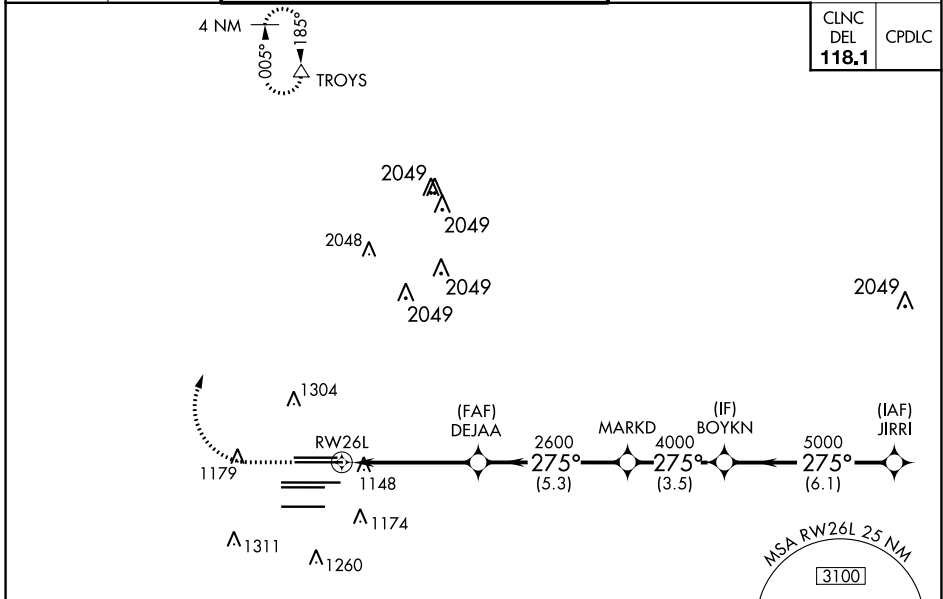 4 NM
005°
185°
TROYS
CLNC
DEL
118.1
CPDLC
2049
2049
2048
2049
2049
2049
1304
(FAF)
DEJAA
MARKD
(IF)
BOYKN
(IAF)
JIRRI
RW26L
2600
4000
5000
275°
275°
275°
(5.3)
(3.5)
(6.1)
1179
1148
1174
1311
1260
MSA RW26L 25 NM
3100